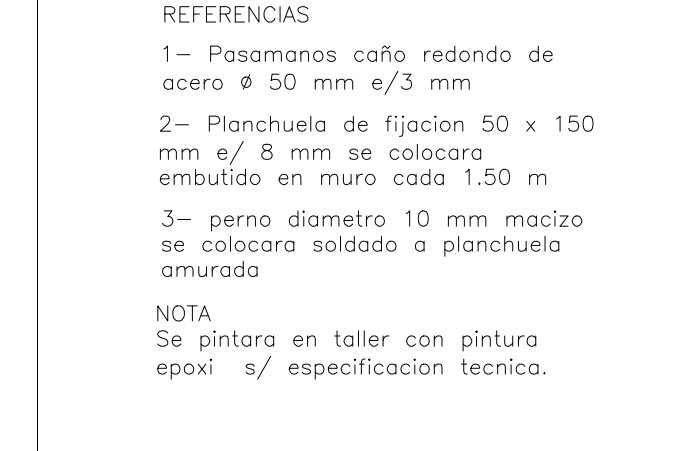 REFERENCIAS
1- Pasamanos caño redondo de
acero ø 50 mm e/3 mm
2- Planchuela de fijacion 50 x 150
mm e/ 8 mm se colocara
embutido en muro cada 1.50 m
3- perno diametro 10 mm macizo
se colocara soldado a planchuela
amurada
NOTA
Se pintara en taller con pintura
epoxi s/ especificacion tecnica.